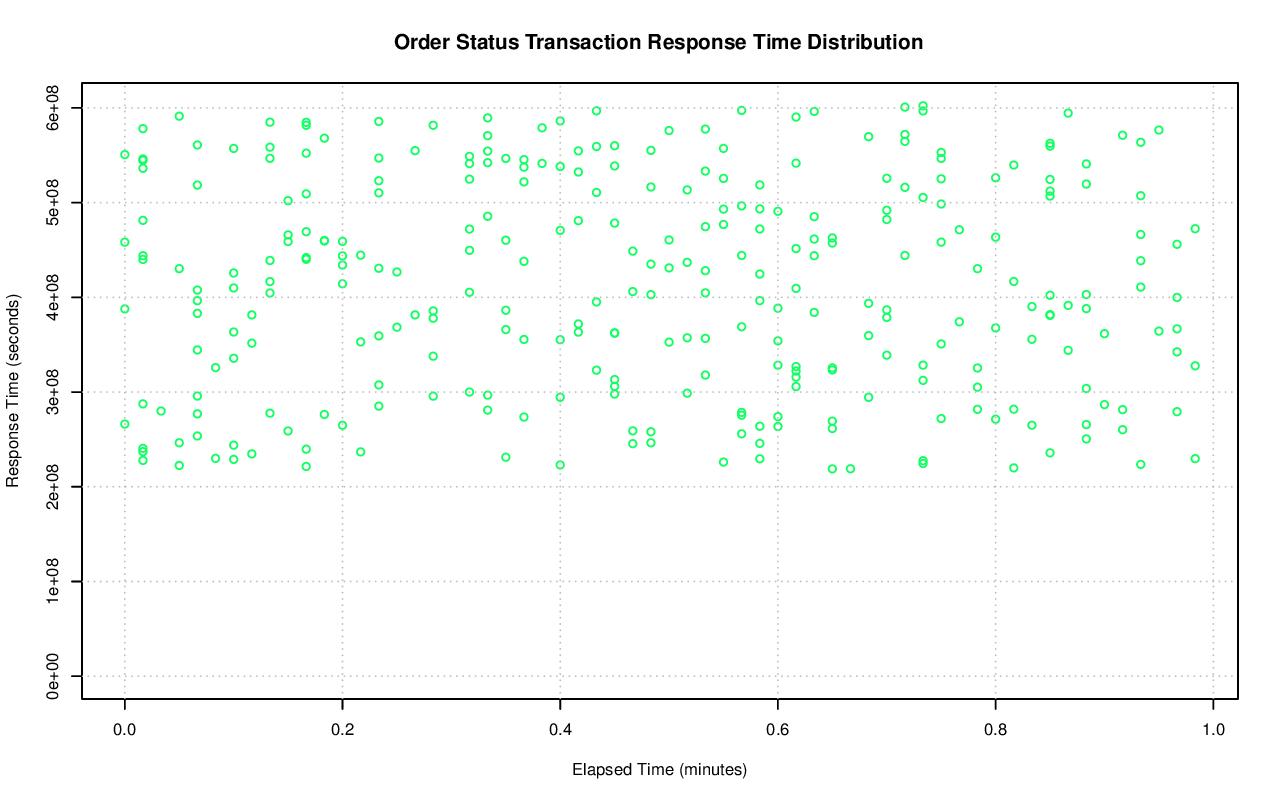 Order Status Transaction Response Time Distribution
Response Time (seconds)
6e+08
5e+08
4e+08
3e+08
2e+08
1e+08
0e+00
0.0 0.2 0.4 0.6 0.8 1.0
Elapsed Time (minutes)